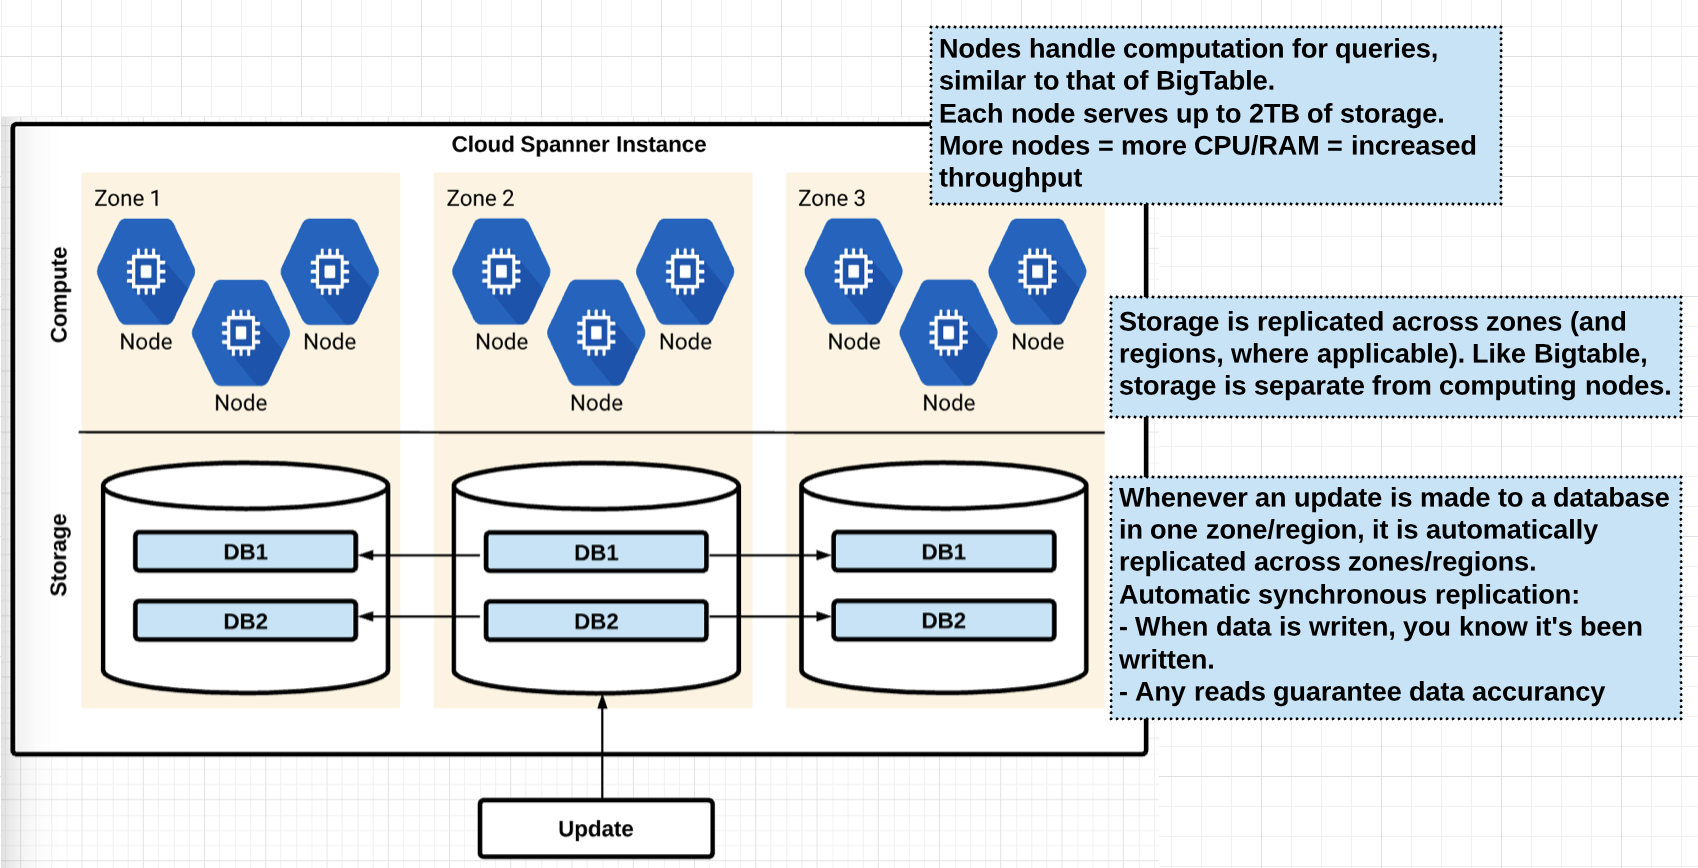 Nodes handle computation for queries,
similar to that of BigTable.
Each node serves up to 2TB of storage.
More nodes = more CPU/RAM = increased
throughput
Cloud Spanner Instance
Compute
Zone 1
Node
Node
Node
Zone 2
Node
Node
Node
Zone 3
Node
Node
Node
Storage is replicated across zones (and
regions, where applicable). Like Bigtable,
storage is separate from computing nodes.
Storage
DB1
DB1
DB1
DB2
DB2
DB2
Whenever an update is made to a database
in one zone/region, it is automatically
replicated across zones/regions.
Automatic synchronous replication:
- When data is writen, you know it's been
written.
- Any reads guarantee data accurancy
Update